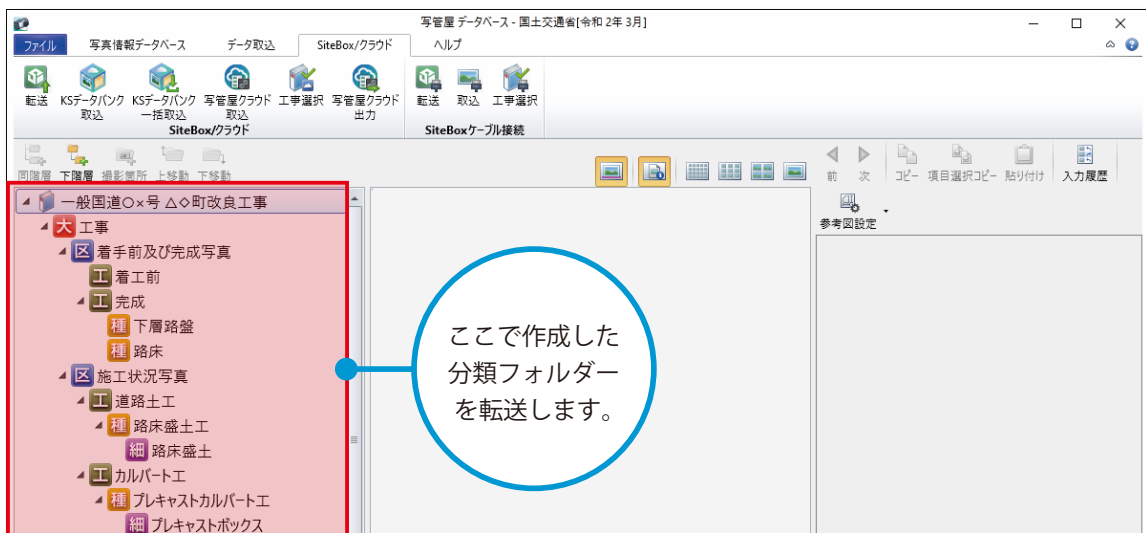 写管屋 データベース - 国土交通省[令和 2年 3月]
ファイル 写真情報データベース データ取込 SiteBox/クラウド ヘルプ
転送 KSデータバンク 取込 KSデータバンク 一括取込 写管屋クラウド 取込 工事選択 写管屋クラウド 出力 転送 取込 工事選択
SiteBox/クラウド SiteBoxケーブル接続
同階層 下階層 撮影箇所 上移動 下移動 前 次 コピー 項目選択コピー 貼り付け 入力履歴
参考図設定
一般国道○×号 △◇町改良工事
大 工事
区 着手前及び完成写真
工 着工前
工 完成
種 下層路盤
種 路床
区 施工状況写真
工 道路土工
種 路床盛土工
細 路床盛土
工 カルバート工
種 プレキャストカルバート工
細 プレキャストボックス
ここで作成した
分類フォルダー
を転送します。